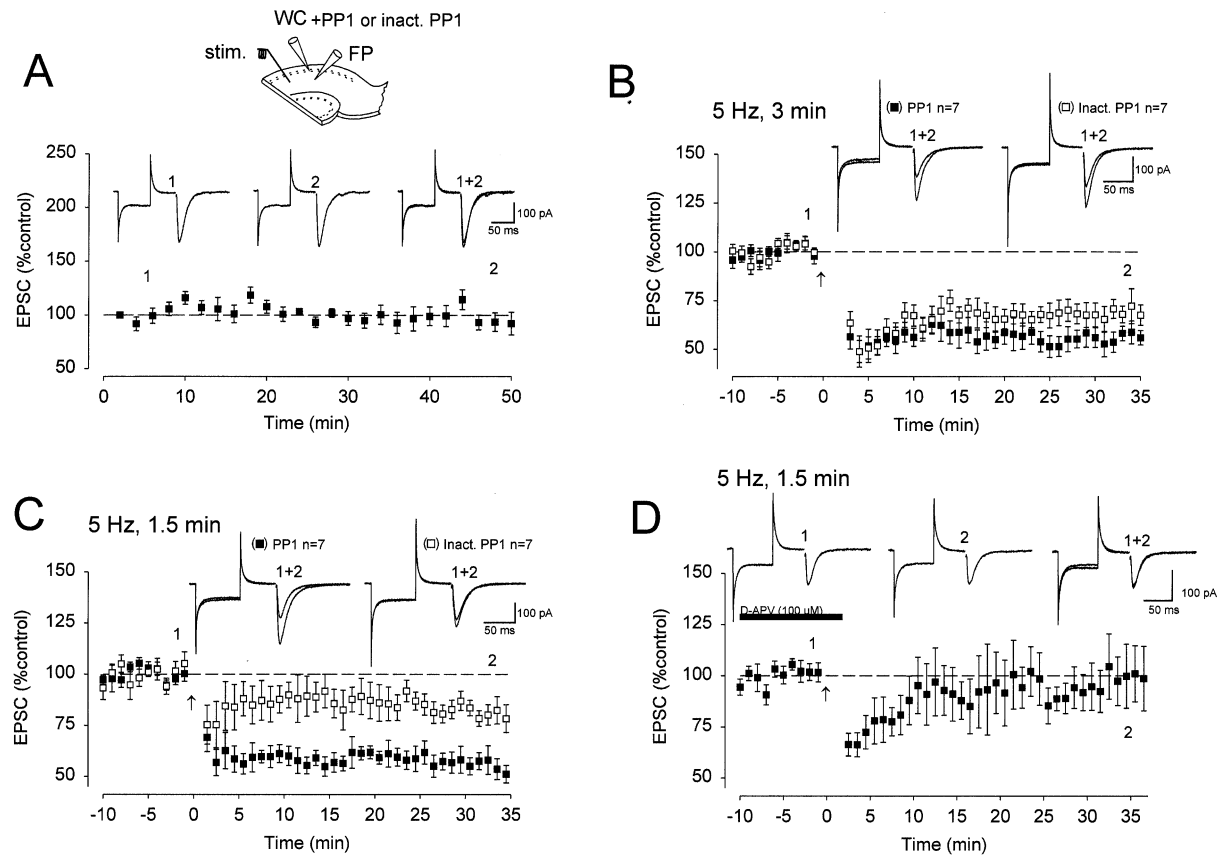 WC +PP1 or inact. PP1
stim.
FP
A
250
200
150
100
50
EPSC (%control)
1
2
1+2
100 pA
50 ms
1
2
0
10
20
30
40
50
Time (min)
B
5 Hz, 3 min
(■) PP1 n=7
(□) Inact. PP1 n=7
1+2
1+2
100 pA
50 ms
150
125
100
75
50
EPSC (%control)
1
2
↑
-10
-5
0
5
10
15
20
25
30
35
Time (min)
C
5 Hz, 1.5 min
(■) PP1 n=7
(□) Inact. PP1 n=7
1+2
1+2
100 pA
50 ms
150
125
100
75
50
EPSC (%control)
1
2
↑
-10
-5
0
5
10
15
20
25
30
35
Time (min)
D
5 Hz, 1.5 min
1
2
1+2
100 pA
50 ms
D-APV (100 uM)
150
125
100
75
50
EPSC (%control)
1
2
↑
-10
-5
0
5
10
15
20
25
30
35
Time (min)